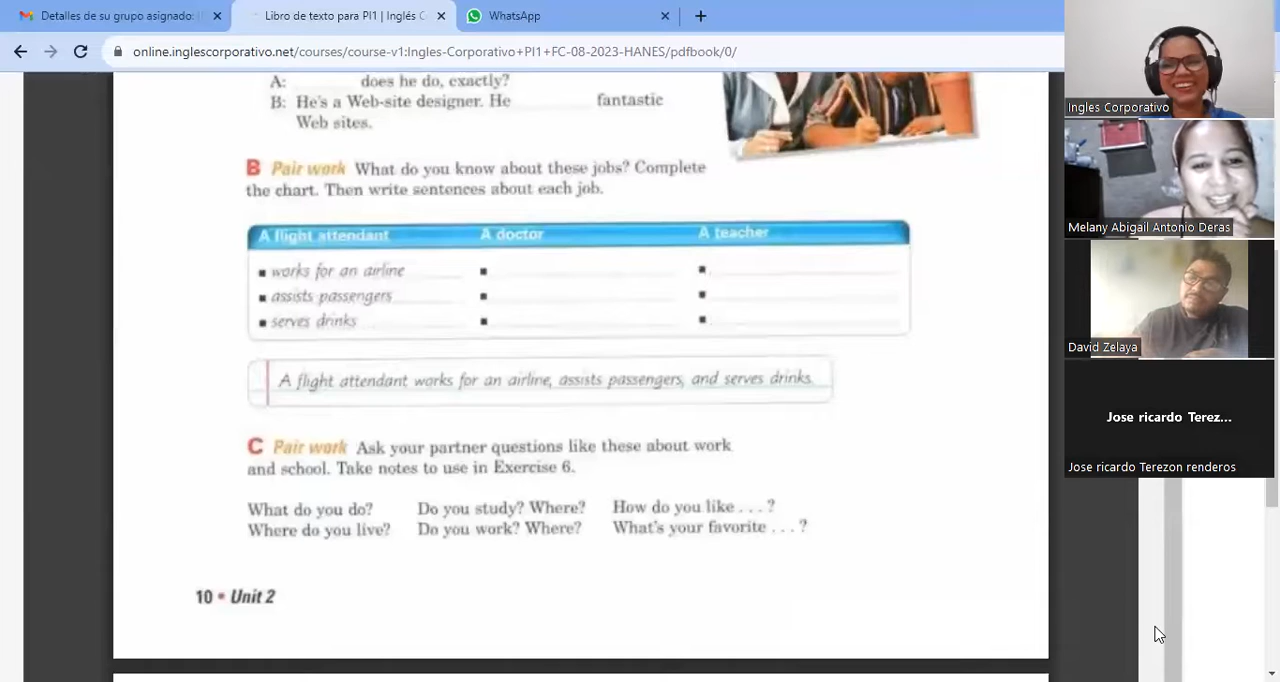 Detalles de su grupo asignado:
Libro de texto para PI1 | Inglés C
WhatsApp
online.inglescorporativo.net/courses/course-v1:Ingles-Corporativo+PI1+FC-08-2023-HANES/pdfbook/0/
A: does he do, exactly?
B: He's a Web-site designer. He fantastic
Web sites.
B Pair work What do you know about these jobs? Complete
the chart. Then write sentences about each job.
A flight attendant A doctor A teacher
works for an airline
assists passengers
serves drinks
A flight attendant works for an airline, assists passengers, and serves drinks.
C Pair work Ask your partner questions like these about work
and school. Take notes to use in Exercise 6.
What do you do? Do you study? Where? How do you like . . . ?
Where do you live? Do you work? Where? What's your favorite . . . ?
10 • Unit 2
Ingles Corporativo
Melany Abigail Antonio Deras
David Zelaya
Jose ricardo Terez...
Jose ricardo Terezon renderos